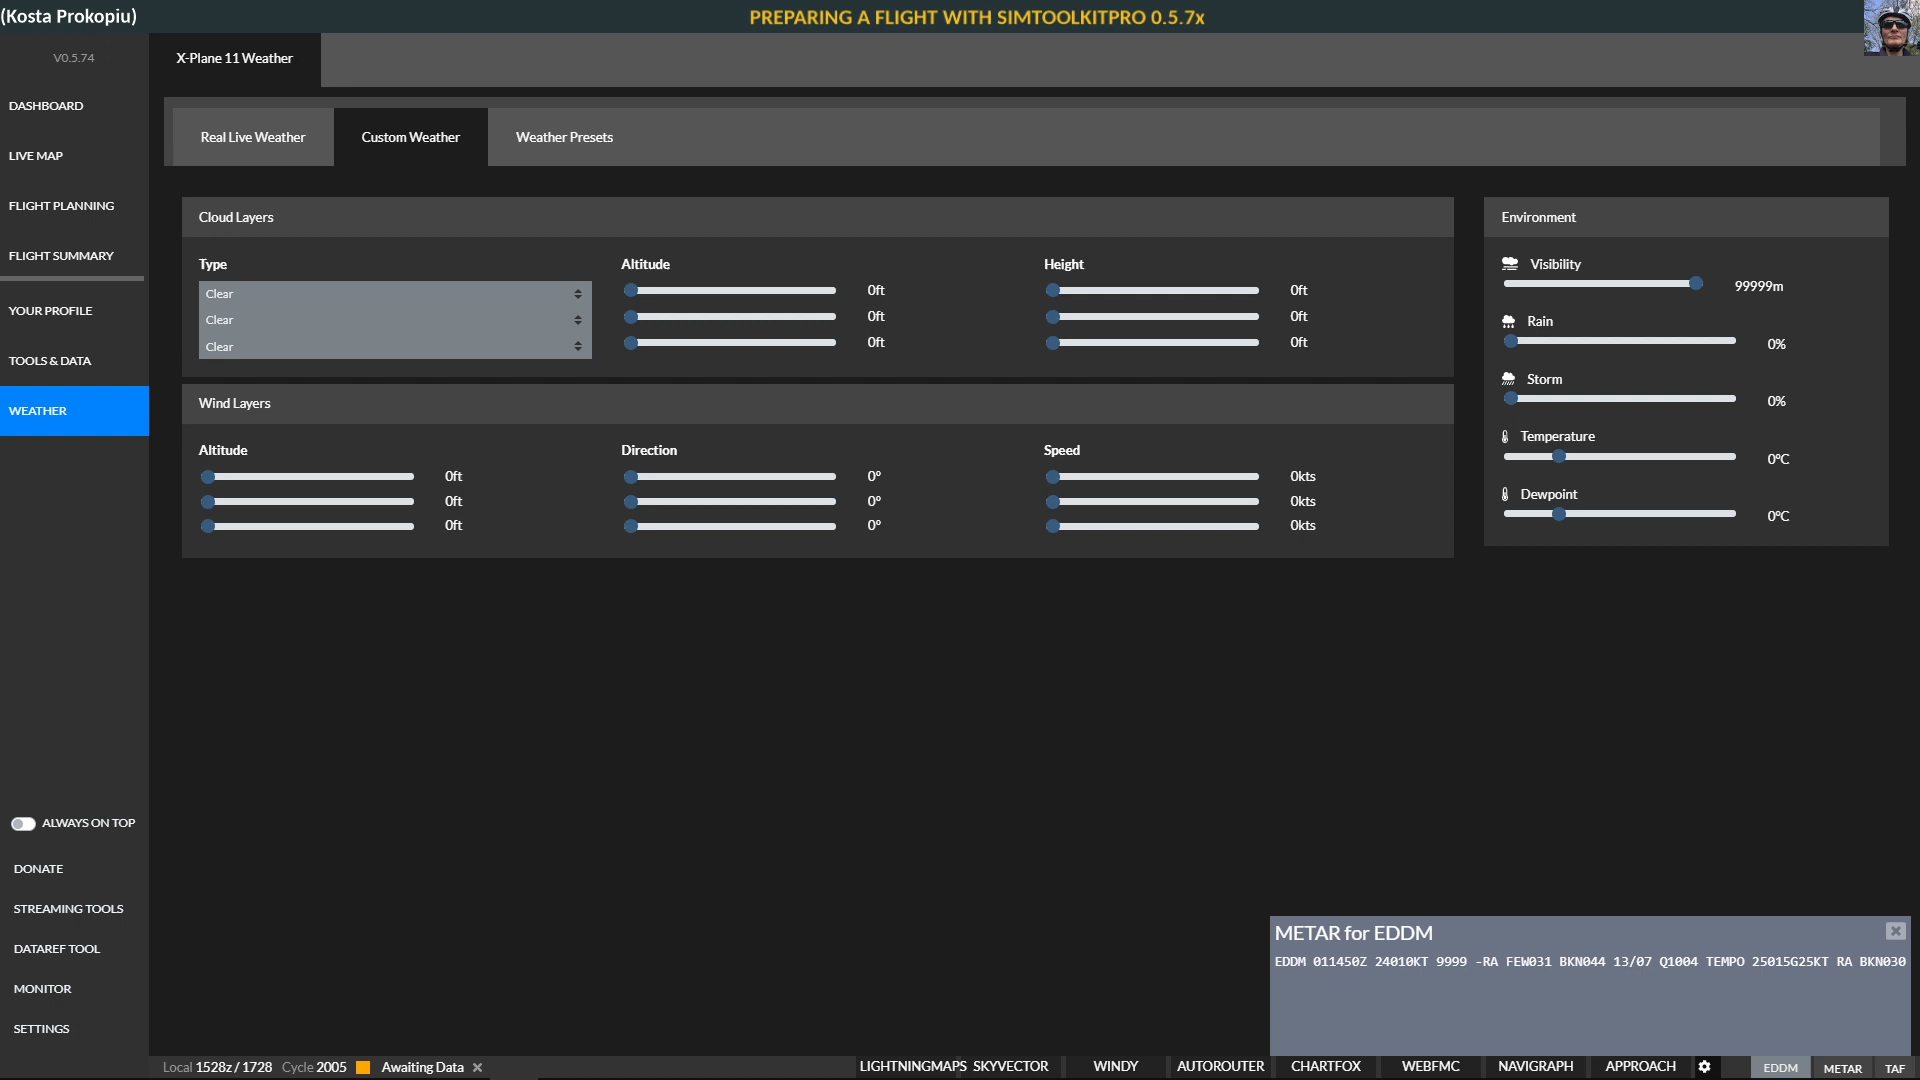 (Kosta Prokopiu)
PREPARING A FLIGHT WITH SIMTOOLKITPRO 0.5.7x
V0.5.74
X-Plane 11 Weather
DASHBOARD
LIVE MAP
FLIGHT PLANNING
FLIGHT SUMMARY
YOUR PROFILE
TOOLS & DATA
WEATHER
ALWAYS ON TOP
DONATE
STREAMING TOOLS
DATAREF TOOL
MONITOR
SETTINGS
Real Live Weather
Custom Weather
Weather Presets
Cloud Layers
Type
Altitude
Height
Clear
0ft
0ft
Clear
0ft
0ft
Clear
0ft
0ft
Wind Layers
Altitude
Direction
Speed
0ft
0°
0kts
0ft
0°
0kts
0ft
0°
0kts
Environment
Visibility
99999m
Rain
0%
Storm
0%
Temperature
0°C
Dewpoint
0°C
METAR for EDDM
EDDM 011450Z 24010KT 9999 -RA FEW031 BKN044 13/07 Q1004 TEMPO 25015G25KT RA BKN030
Local 1528z / 1728 Cycle 2005
Awaiting Data
LIGHTNINGMAPS
SKYVECTOR
WINDY
AUTOROUTER
CHARTFOX
WEBFMC
NAVIGRAPH
APPROACH
EDDM
METAR
TAF